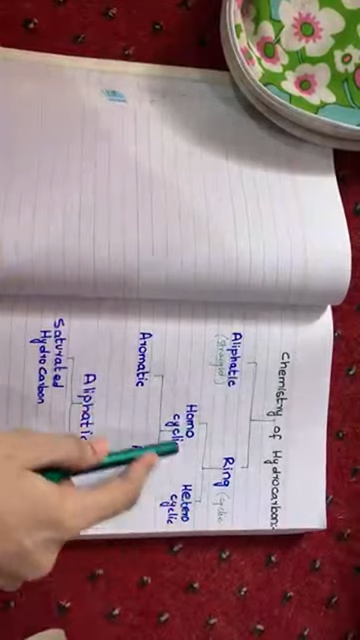 Chemistry of Hydrocarbon
Aliphatic
(Straight)
Ring (cyclic
Homo
cyclic
Hetero
cyclic
Aromatic
Aliphatic
Saturated
HydroCarbon